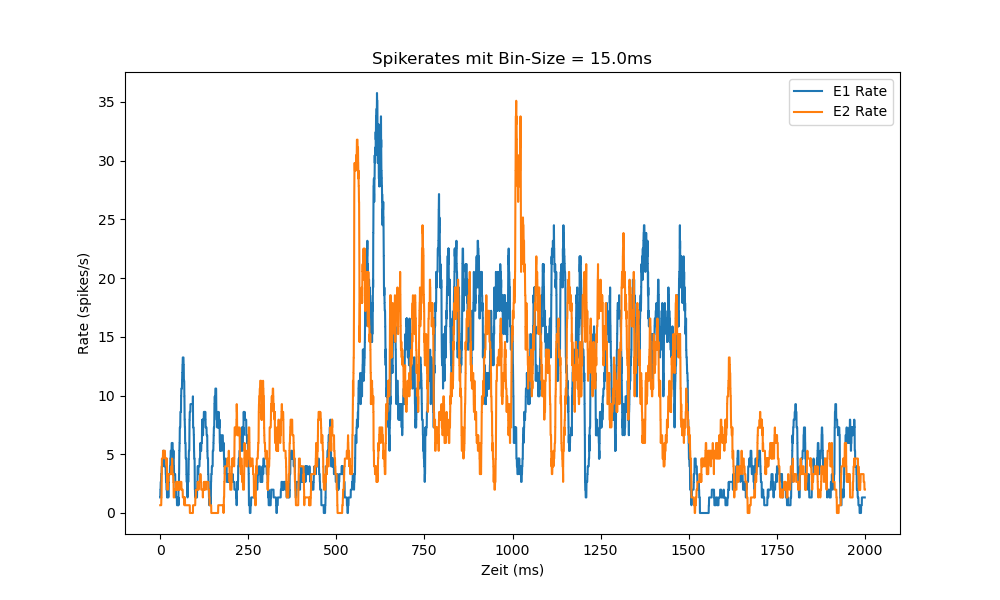 Spikerates mit Bin-Size = 15.0ms
E1 Rate
E2 Rate
Rate (spikes/s)
35
30
25
20
15
10
5
0
0 250 500 750 1000 1250 1500 1750 2000
Zeit (ms)